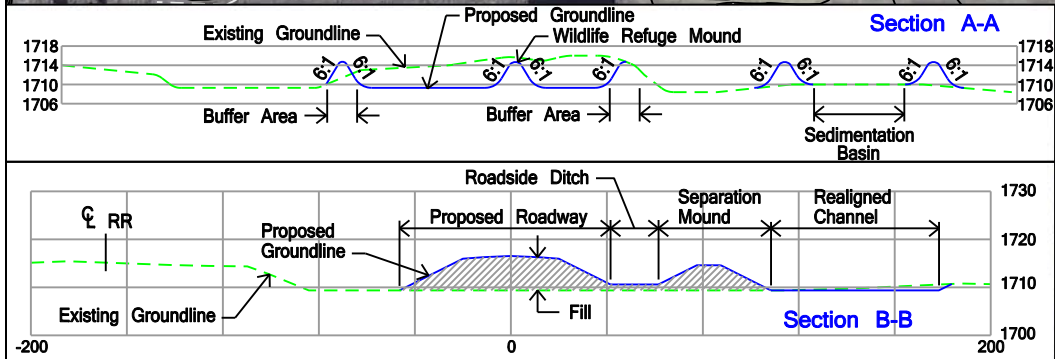 Section A-A
Proposed Groundline
Existing Groundline
Wildlife Refuge Mound
1718
1714
1710
1706
6:1
6:1
6:1
6:1
6:1
6:1
6:1
6:1
6:1
1718
1714
1710
1706
Buffer Area
Buffer Area
Sedimentation
Basin
Roadside Ditch
1730
℄ RR
Proposed Roadway
Separation
Mound
Realigned
Channel
Proposed
Groundline
1720
1710
Existing Groundline
Fill
Section B-B
1700
-200
0
200